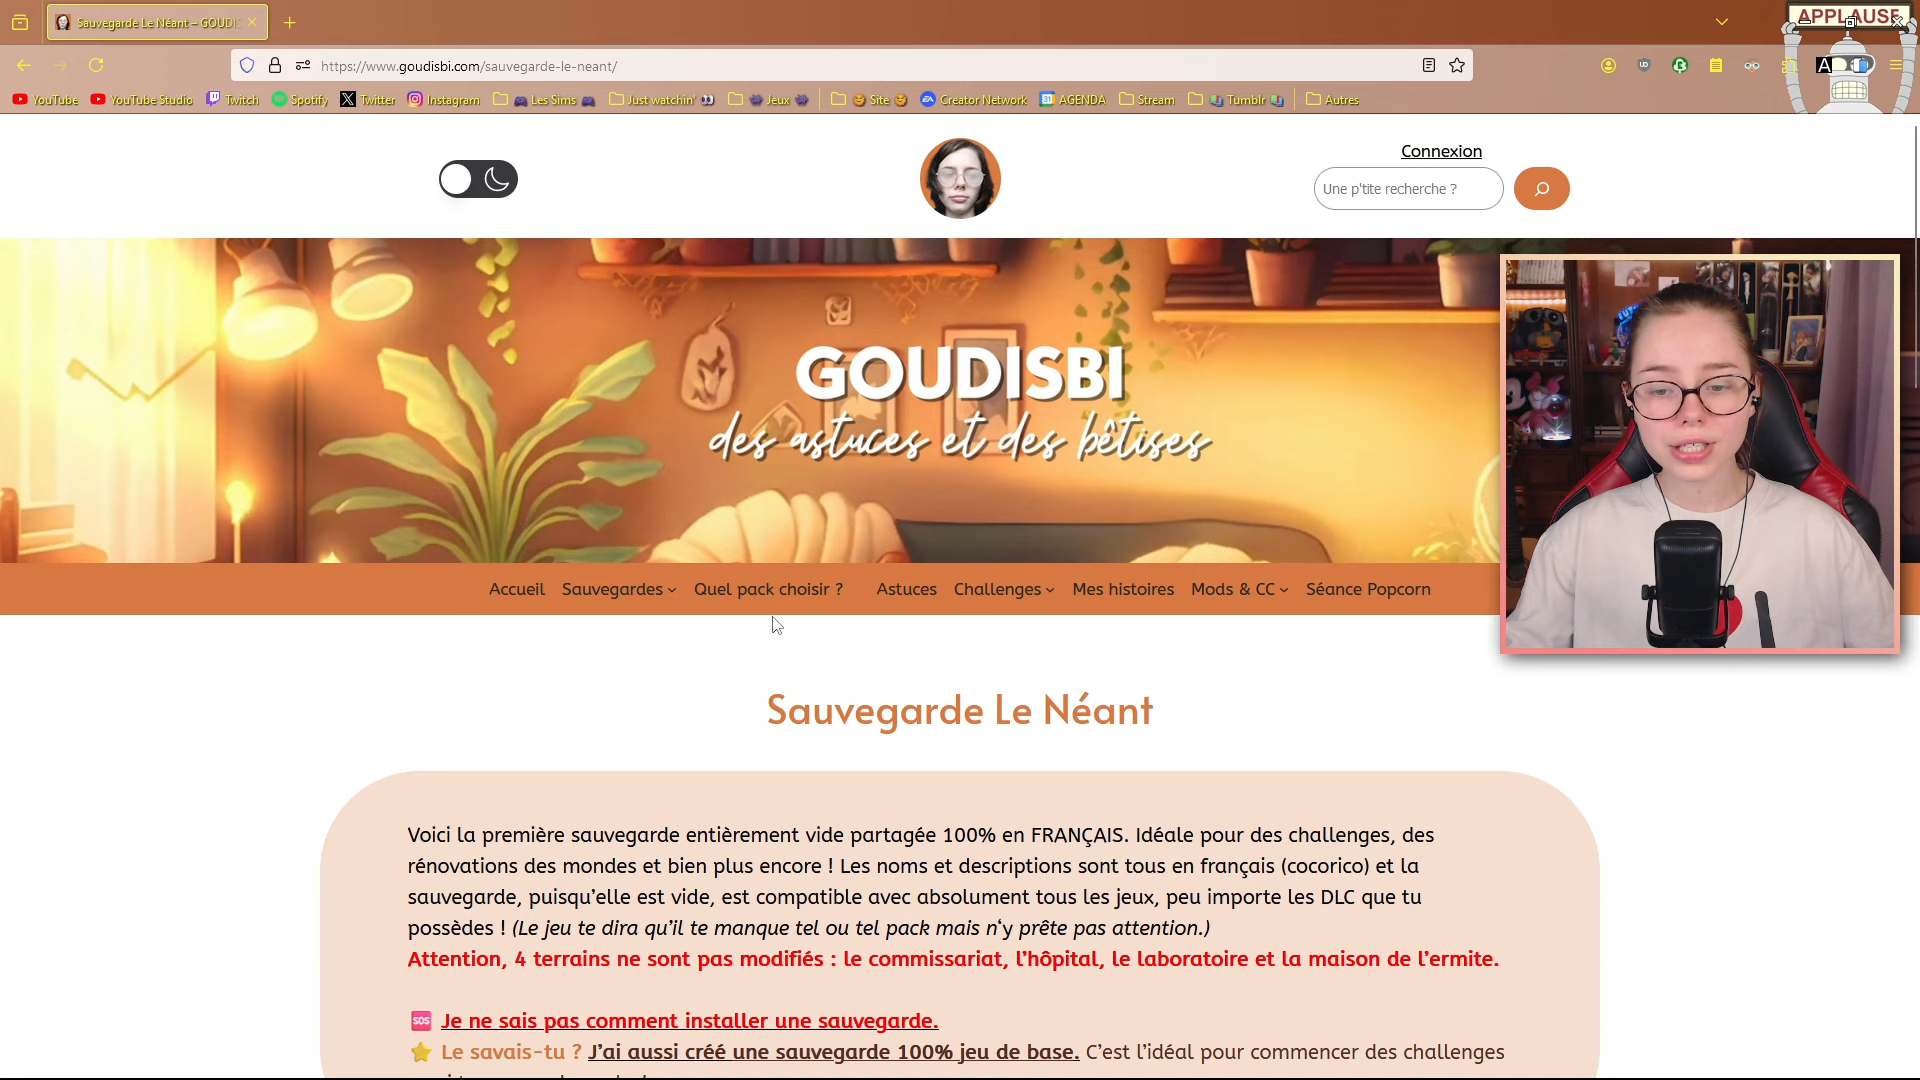 Sauvegarde Le Néant – GOUDIS
APPLAUSE
https://www.goudisbi.com/sauvegarde-le-neant/
YouTube YouTube Studio Twitch Spotify Twitter Instagram Les Sims Just watchin' Jeux Site Creator Network AGENDA Stream Tumblr Autres
Connexion
Une p'tite recherche ?
GOUDISBI
des astuces et des bêtises
Accueil Sauvegardes Quel pack choisir ? Astuces Challenges Mes histoires Mods & CC Séance Popcorn
Sauvegarde Le Néant
Voici la première sauvegarde entièrement vide partagée 100% en FRANÇAIS. Idéale pour des challenges, des
rénovations des mondes et bien plus encore ! Les noms et descriptions sont tous en français (cocorico) et la
sauvegarde, puisqu’elle est vide, est compatible avec absolument tous les jeux, peu importe les DLC que tu
possèdes ! (Le jeu te dira qu’il te manque tel ou tel pack mais n‘y prête pas attention.)
Attention, 4 terrains ne sont pas modifiés : le commissariat, l’hôpital, le laboratoire et la maison de l’ermite.
SOS Je ne sais pas comment installer une sauvegarde.
Le savais-tu ? J’ai aussi créé une sauvegarde 100% jeu de base. C’est l’idéal pour commencer des challenges